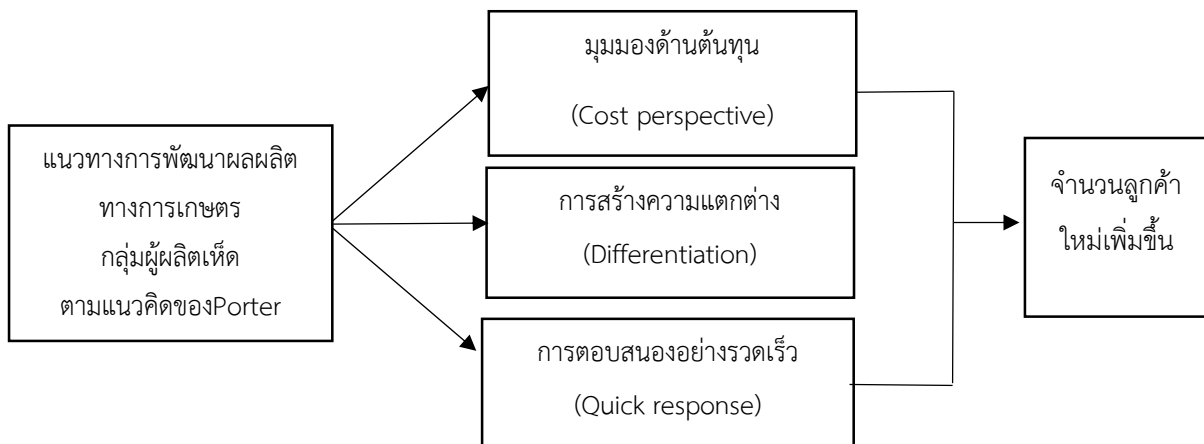 แนวทางการพัฒนาผลผลิต
ทางการเกษตร
กลุ่มผู้ผลิตเห็ด
ตามแนวคิดของPorter
มุมมองด้านต้นทุน
(Cost perspective)
การสร้างความแตกต่าง
(Differentiation)
การตอบสนองอย่างรวดเร็ว
(Quick response)
จำนวนลูกค้า
ใหม่เพิ่มขึ้น